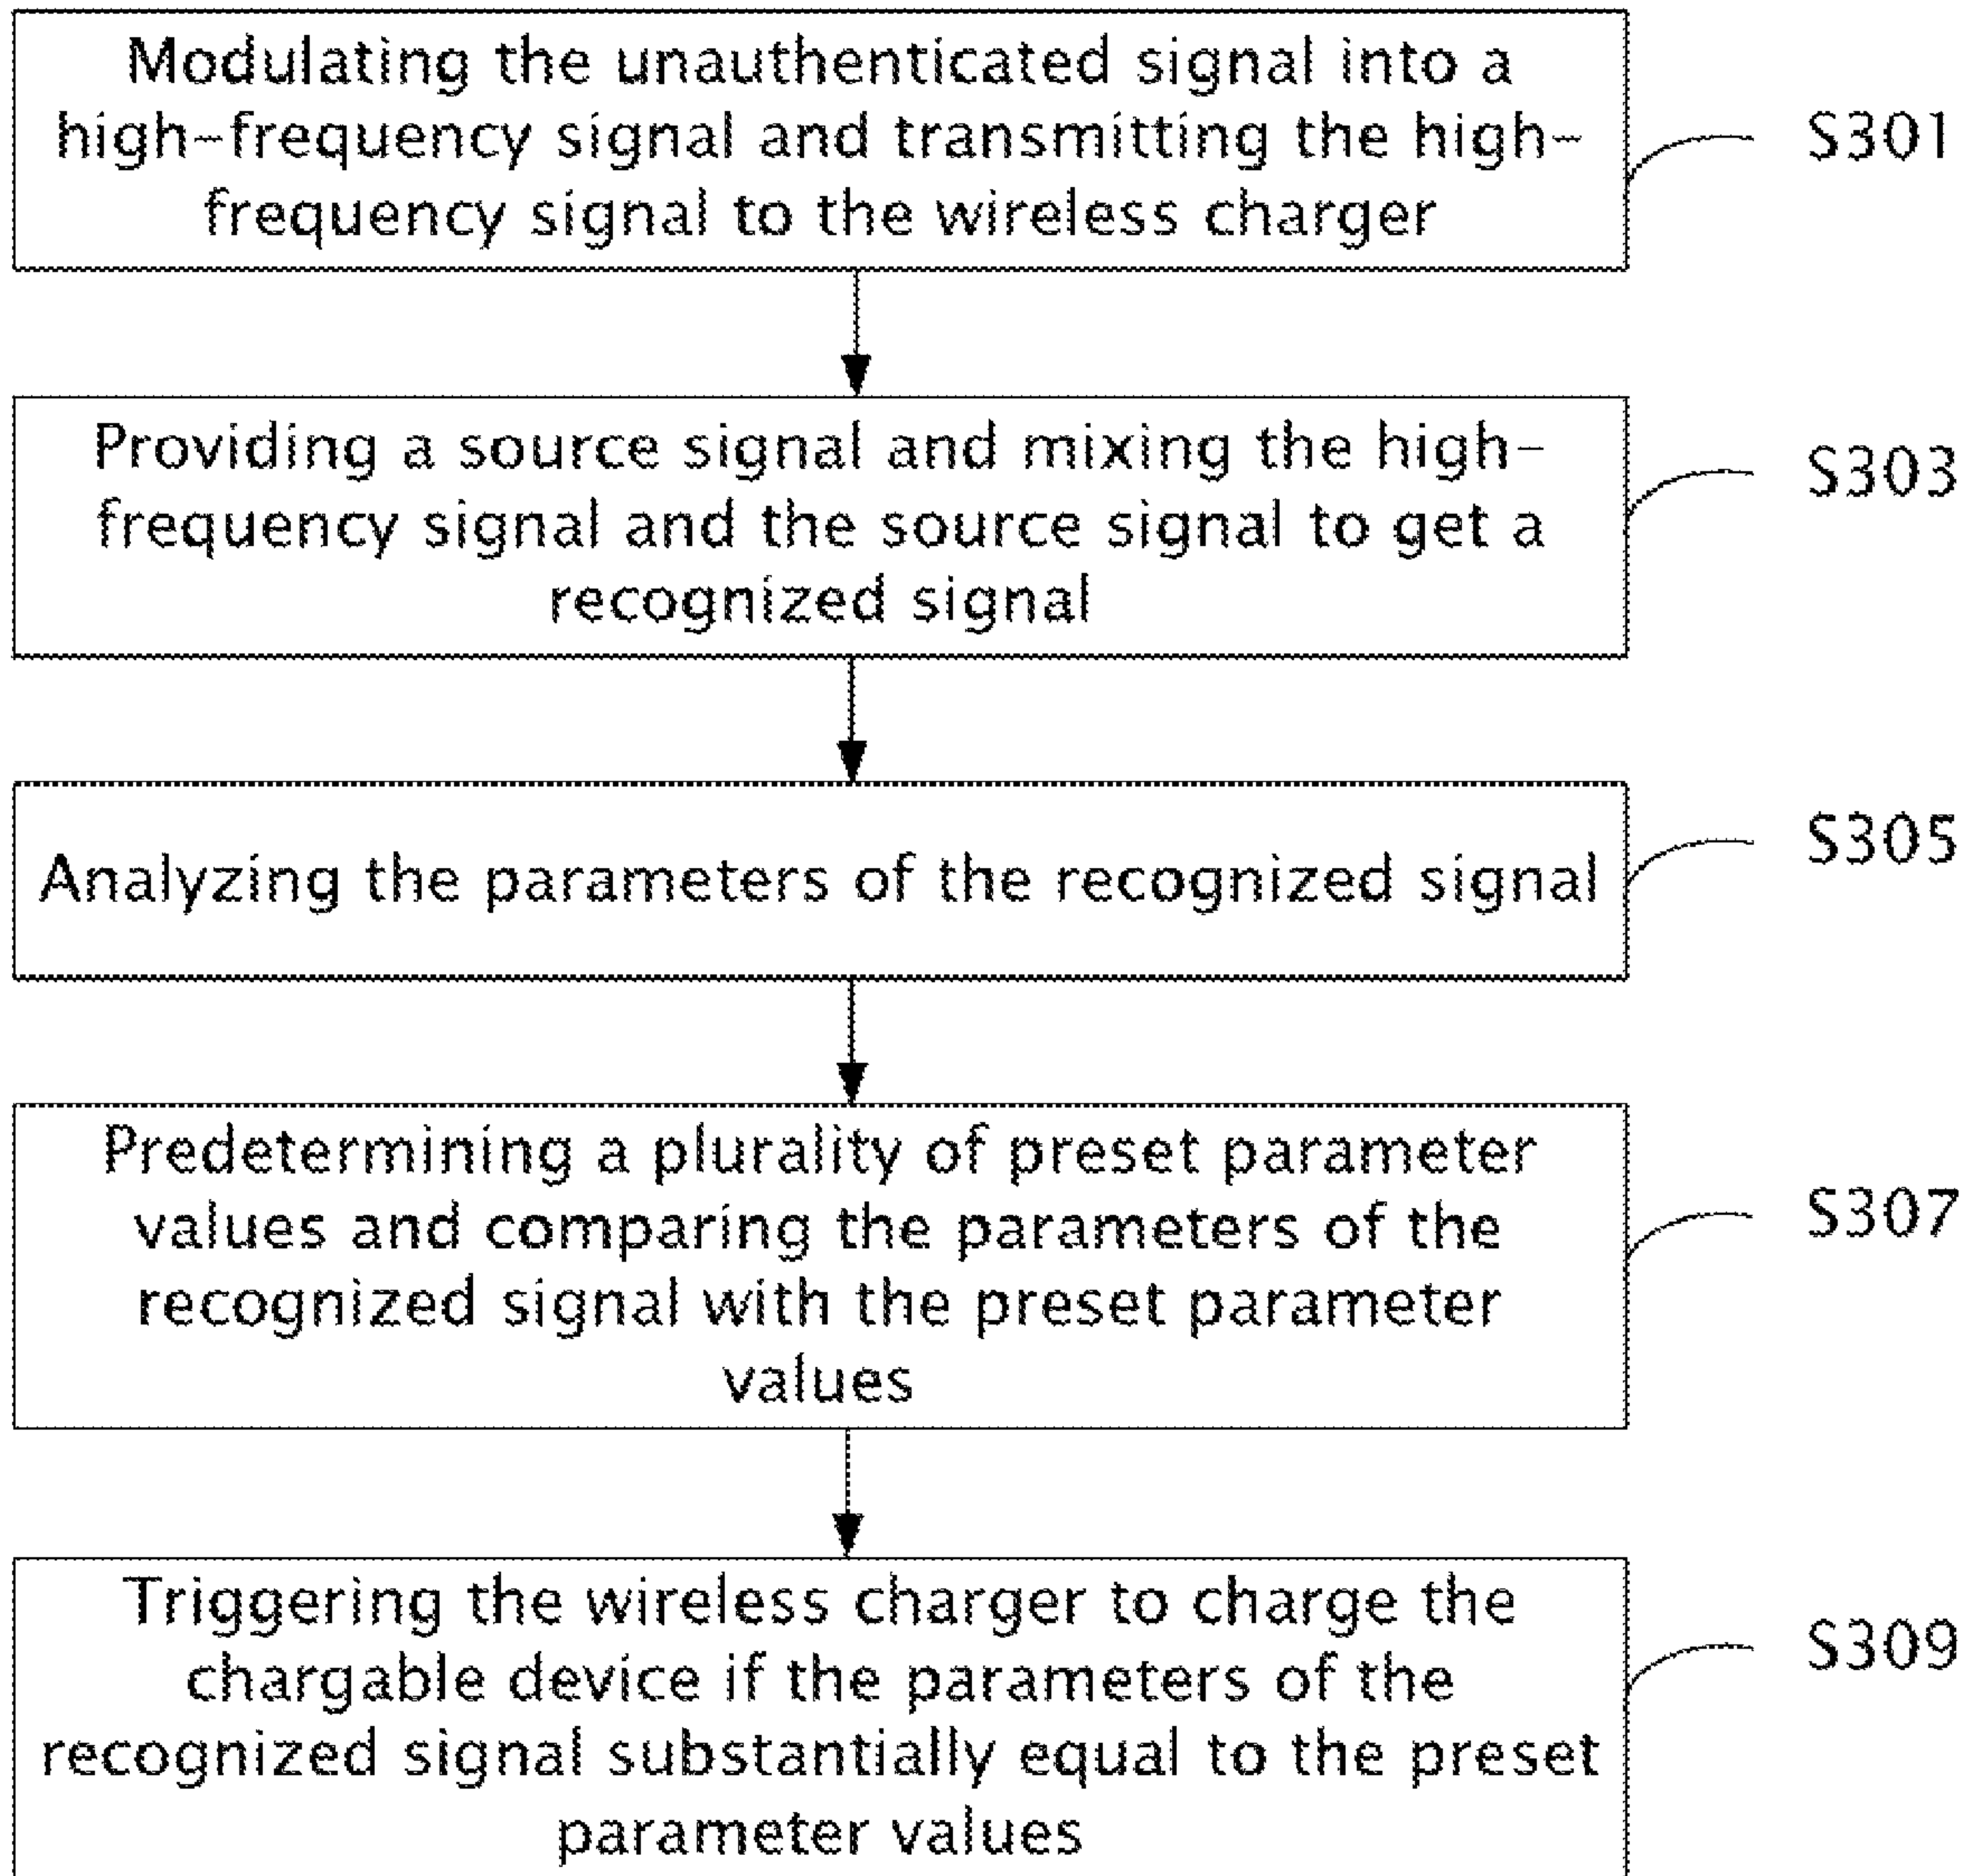 Modulating the unauthenticated signal into a
high-frequency signal and transmitting the high-
frequency signal to the wireless charger
S301
Providing a source signal and mixing the high-
frequency signal and the source signal to get a
recognized signal
S303
Analyzing the parameters of the recognized signal
S305
Predetermining a plurality of preset parameter
values and comparing the parameters of the
recognized signal with the preset parameter
values
S307
Triggering the wireless charger to charge the
chargable device if the parameters of the
recognized signal substantially equal to the preset
parameter values
S309